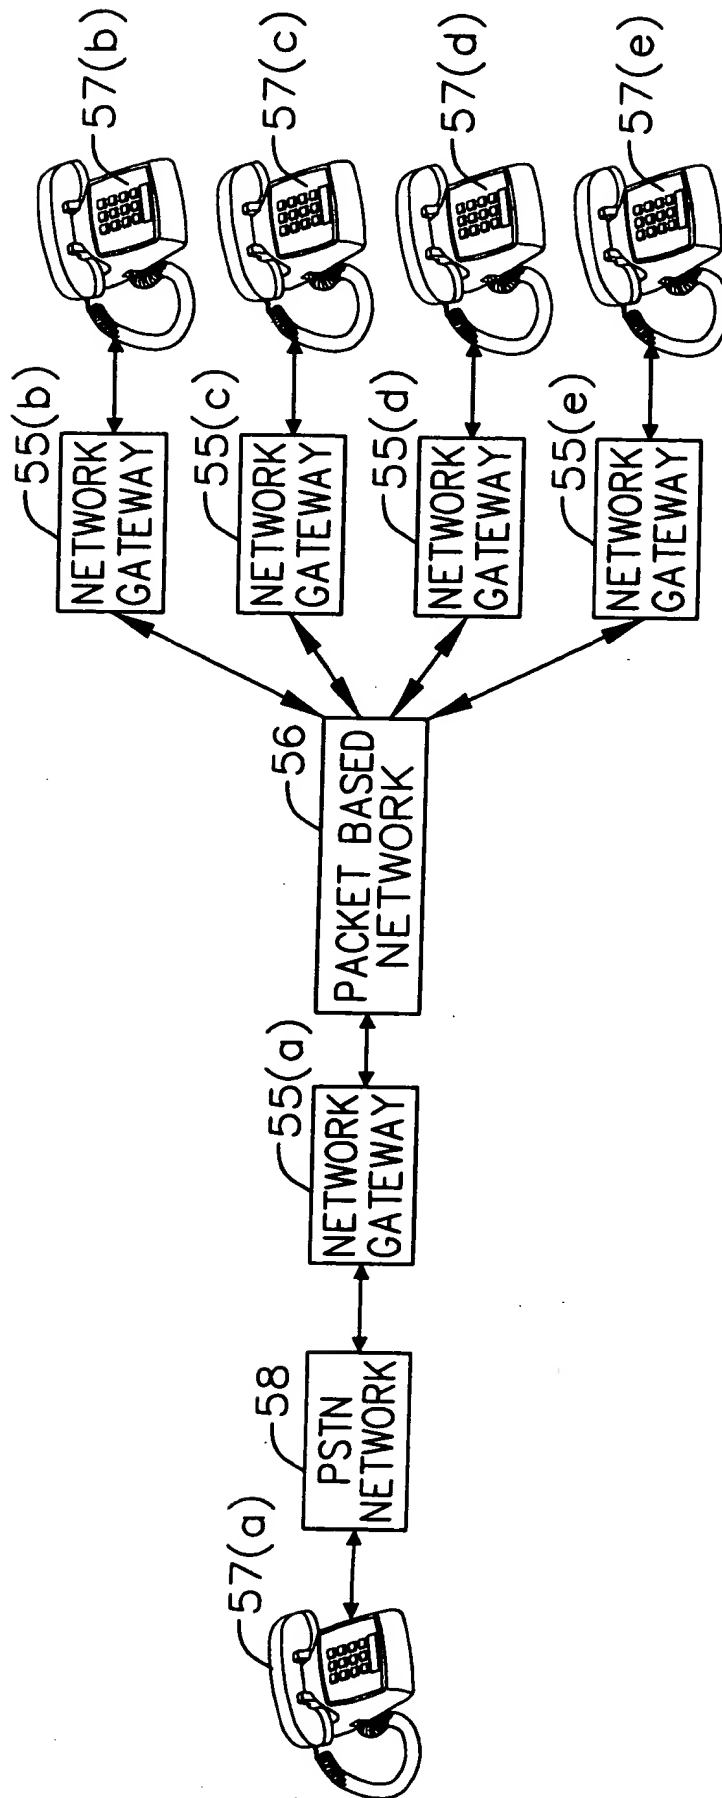 57(a)
58
PSTN
NETWORK
55(a)
NETWORK
GATEWAY
56
PACKET BASED
NETWORK
55(b)
NETWORK
GATEWAY
57(b)
55(c)
NETWORK
GATEWAY
57(c)
55(d)
NETWORK
GATEWAY
57(d)
55(e)
NETWORK
GATEWAY
57(e)